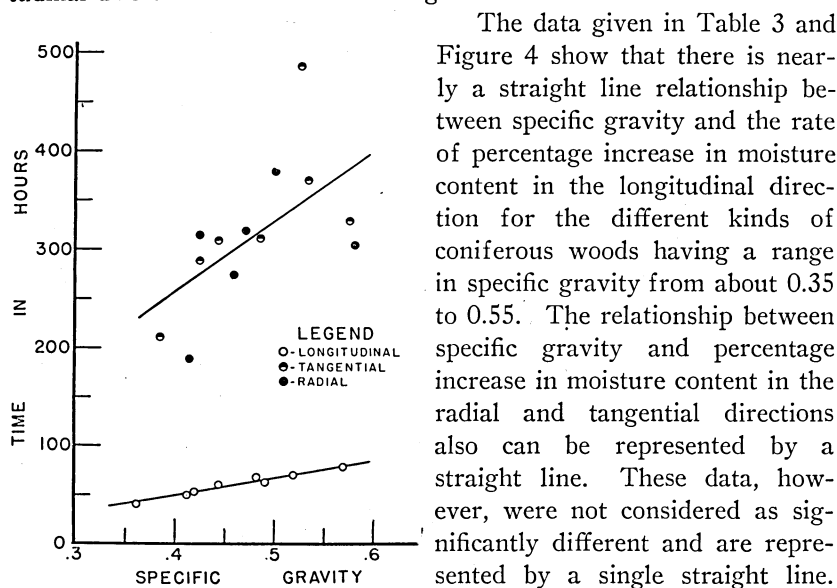 The data given in Table 3 and
Figure 4 show that there is near-
ly a straight line relationship be-
tween specific gravity and the rate
of percentage increase in moisture
content in the longitudinal direc-
tion for the different kinds of
coniferous woods having a range
in specific gravity from about 0.35
to 0.55. The relationship between
specific gravity and percentage
increase in moisture content in the
radial and tangential directions
also can be represented by a
straight line. These data, how-
ever, were not considered as sig-
nificantly different and are repre-
sented by a single straight line.
500
400
300
200
100
0
TIME IN HOURS
LEGEND
O-LONGITUDINAL
-TANGENTIAL
●-RADIAL
.3 .4 .5 .6
SPECIFIC GRAVITY